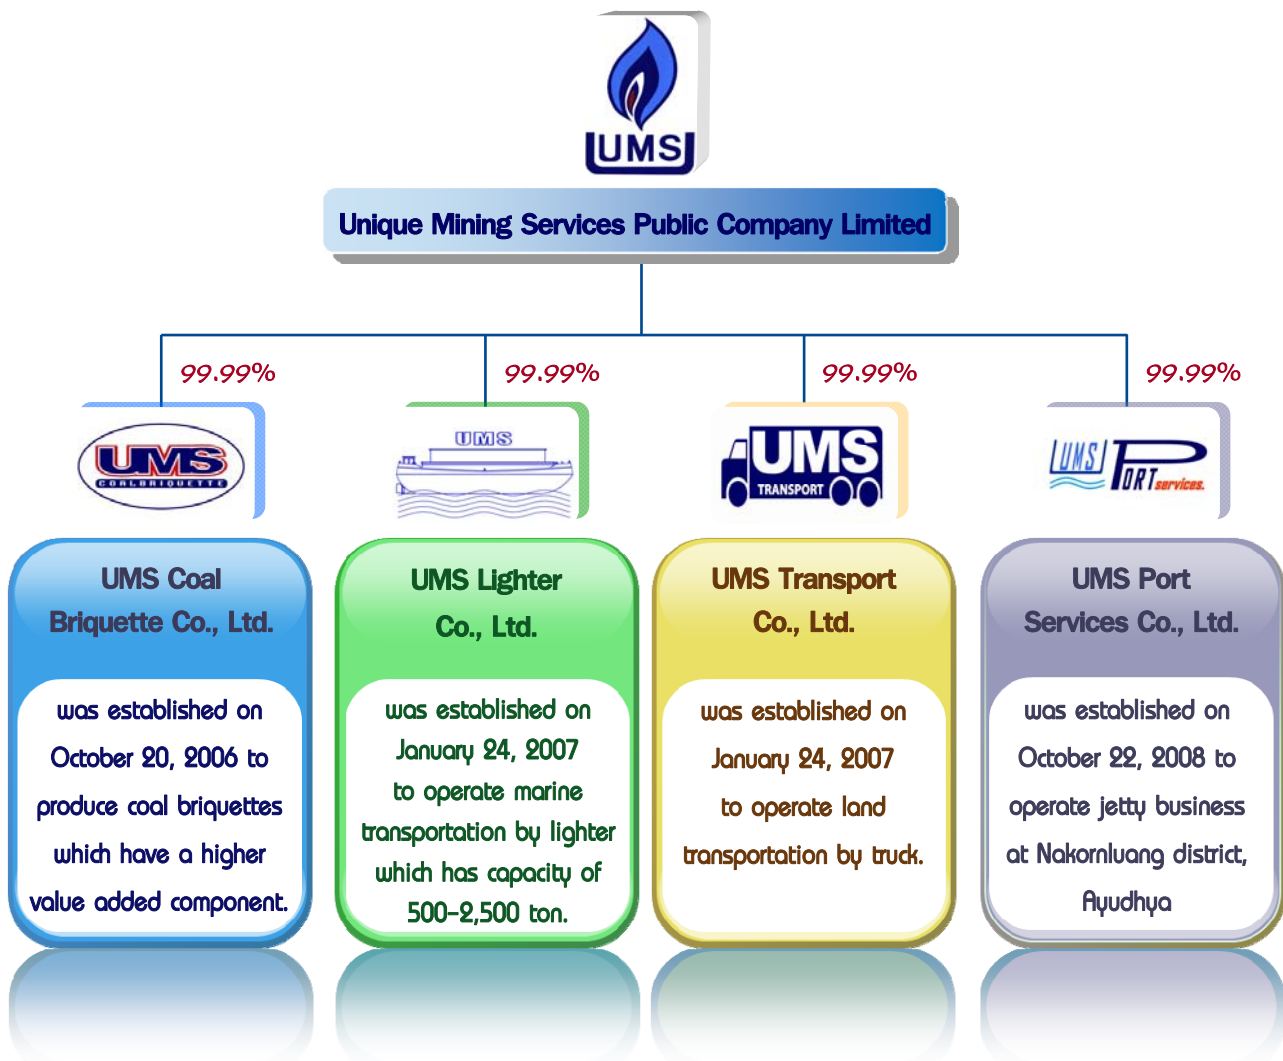 UMS
Unique Mining Services Public Company Limited
99.99%
99.99%
99.99%
99.99%
UMS
COALBRIQUETTE
UMS
UMS
TRANSPORT
UMS PORT
services.
UMS Coal
Briquette Co., Ltd.
was established on
October 20, 2006 to
produce coal briquettes
which have a higher
value added component.
UMS Lighter
Co., Ltd.
was established on
January 24, 2007
to operate marine
transportation by lighter
which has capacity of
500-2,500 ton.
UMS Transport
Co., Ltd.
was established on
January 24, 2007
to operate land
transportation by truck.
UMS Port
Services Co., Ltd.
was established on
October 22, 2008 to
operate jetty business
at Nakornluang district,
Ayudhya